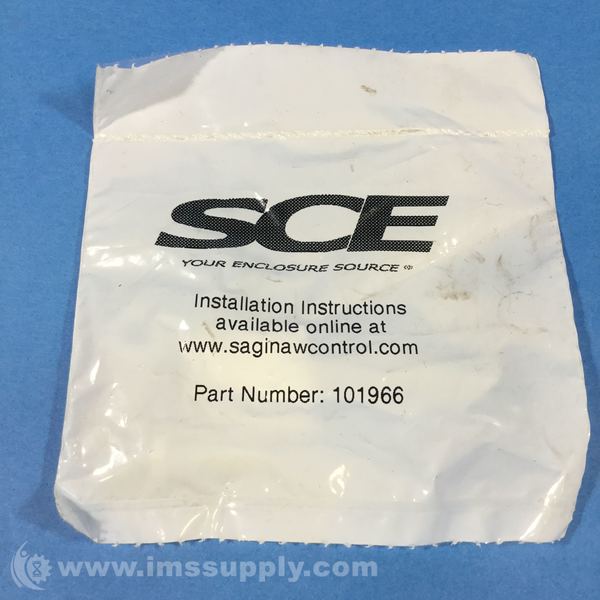 SCE
YOUR ENCLOSURE SOURCE
Installation Instructions
available online at
www.saginawcontrol.com
Part Number: 101966
www.imssupply.com